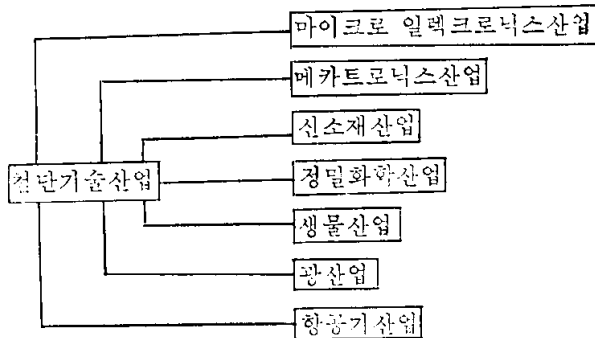 마이크로 일렉크로닉스산업
메카트로닉스산업
신소재산업
첨단기술산업
정밀화학산업
생물산업
광산업
항공기산업